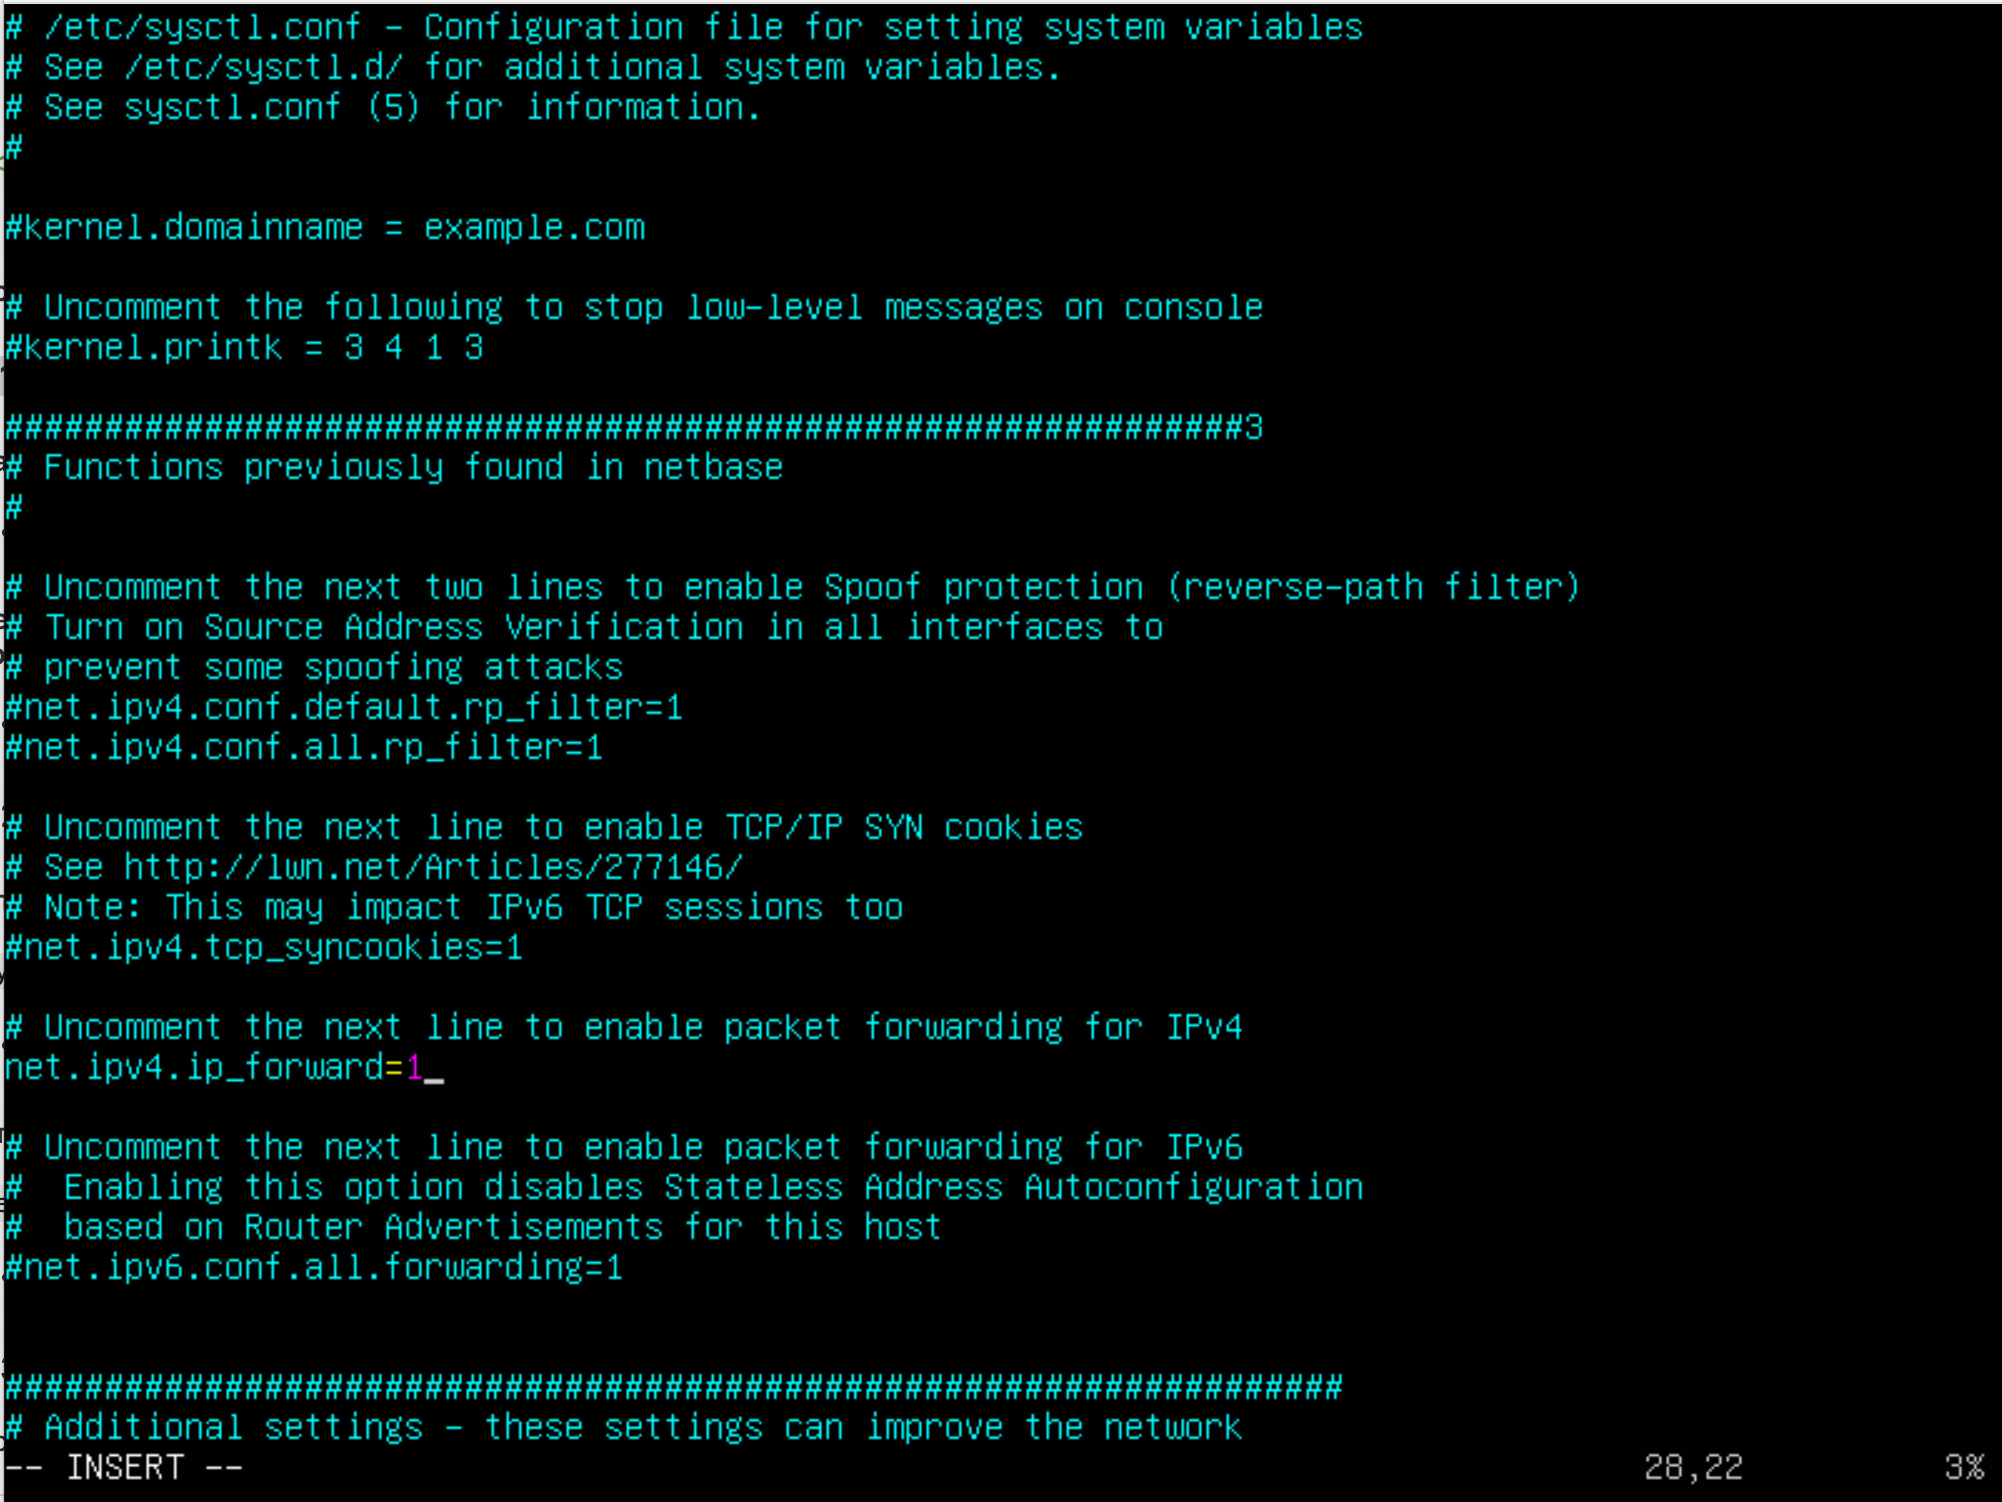 # /etc/sysctl.conf - Configuration file for setting system variables
# See /etc/sysctl.d/ for additional system variables.
# See sysctl.conf (5) for information.
#
#kernel.domainname = example.com
# Uncomment the following to stop low-level messages on console
#kernel.printk = 3 4 1 3
##############################################################3
# Functions previously found in netbase
#
# Uncomment the next two lines to enable Spoof protection (reverse-path filter)
# Turn on Source Address Verification in all interfaces to
# prevent some spoofing attacks
#net.ipv4.conf.default.rp_filter=1
#net.ipv4.conf.all.rp_filter=1
# Uncomment the next line to enable TCP/IP SYN cookies
# See http://lwn.net/Articles/277146/
# Note: This may impact IPv6 TCP sessions too
#net.ipv4.tcp_syncookies=1
# Uncomment the next line to enable packet forwarding for IPv4
net.ipv4.ip_forward=1
# Uncomment the next line to enable packet forwarding for IPv6
#  Enabling this option disables Stateless Address Autoconfiguration
#  based on Router Advertisements for this host
#net.ipv6.conf.all.forwarding=1
###################################################################
# Additional settings - these settings can improve the network
-- INSERT -- 28,22 3%